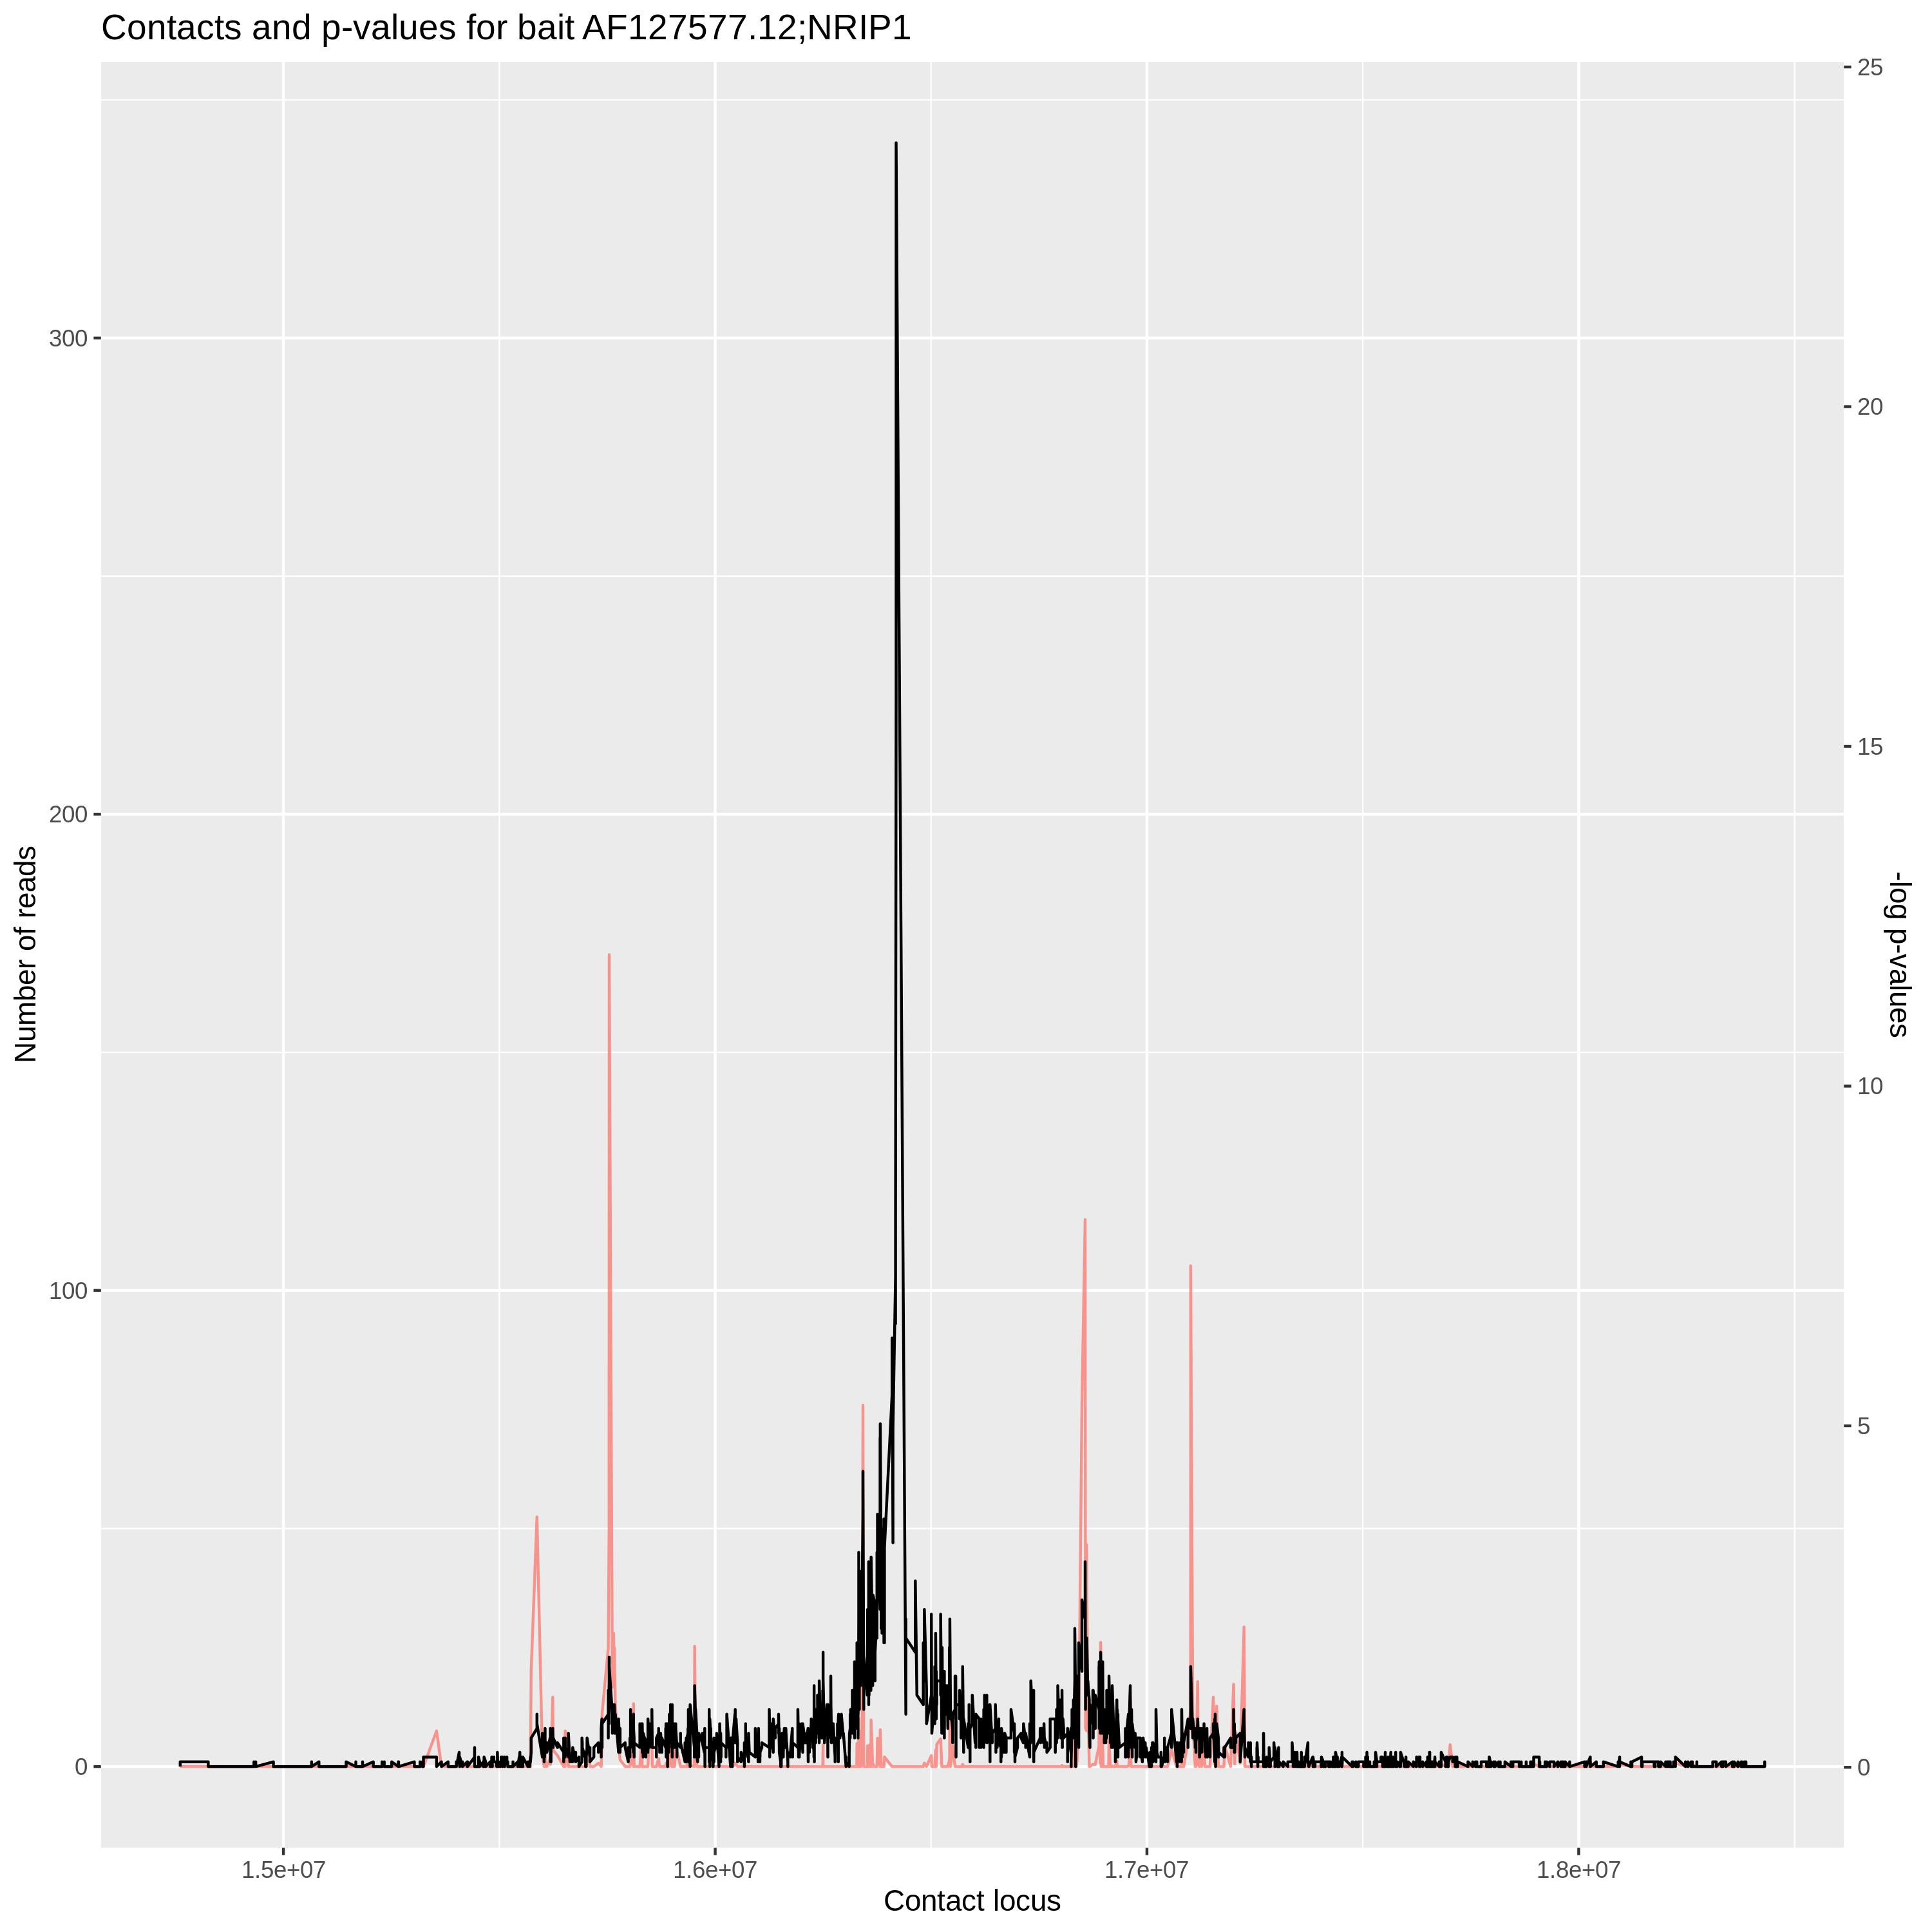 Contacts and p-values for bait AF127577.12;NRIP1
25
300
20
200
15
Number of reads
-log p-values
10
100
5
0
0
1.5e+07
1.6e+07
1.7e+07
1.8e+07
Contact locus